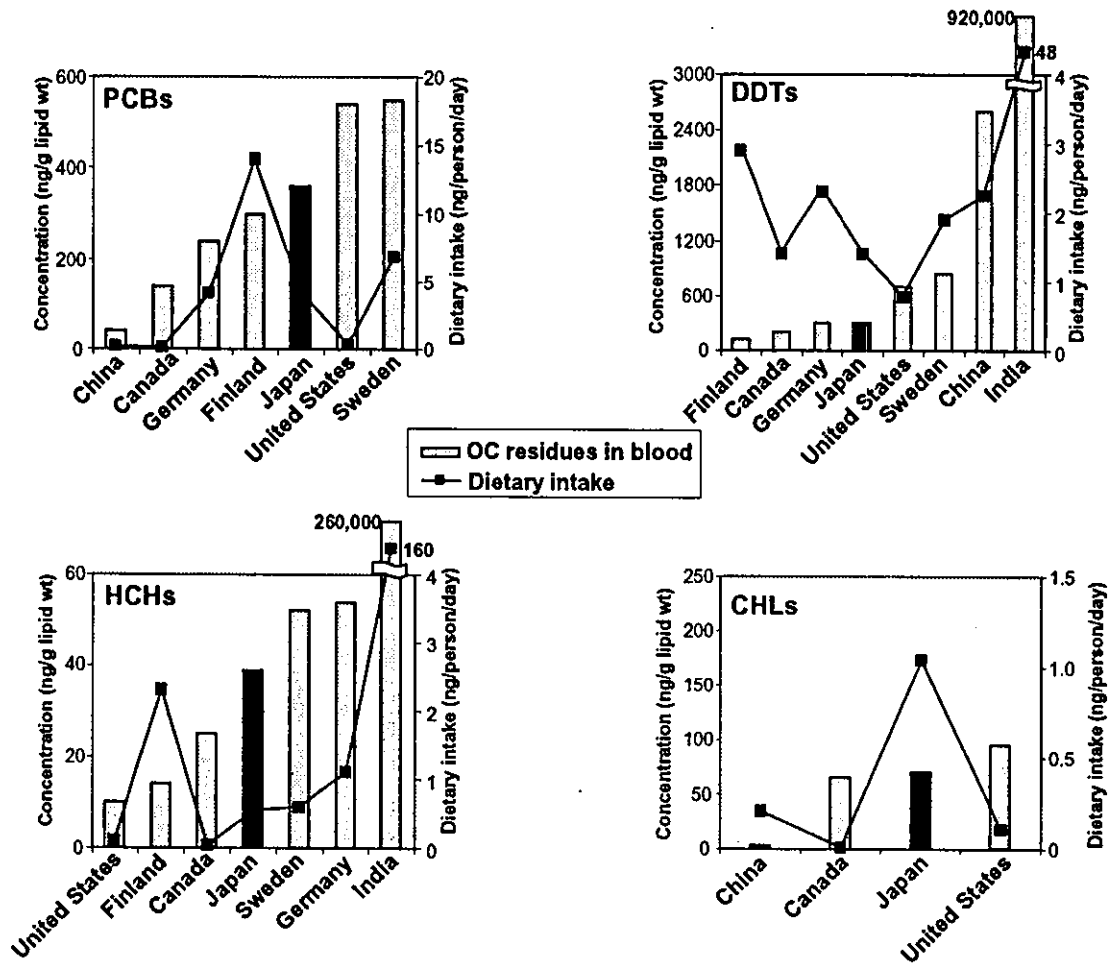 PCBs
Concentration (ng/g lipid wt)
600
400
200
0
20
15
10
5
0
Dietary intake (ng/person/day)
China
Canada
Germany
Finland
Japan
United States
Sweden
920,000
48
DDTs
Concentration (ng/g lipid wt)
3000
2400
1800
1200
600
0
4
3
2
1
0
Dietary intake (ng/person/day)
Finland
Canada
Germany
Japan
United States
Sweden
China
India
OC residues in blood
Dietary intake
260,000
160
HCHs
Concentration (ng/g lipid wt)
60
40
20
0
4
3
2
1
0
Dietary intake (ng/person/day)
United States
Finland
Canada
Japan
Sweden
Germany
India
CHLs
Concentration (ng/g lipid wt)
250
200
150
100
50
0
1.5
1.0
0.5
0
Dietary intake (ng/person/day)
China
Canada
Japan
United States